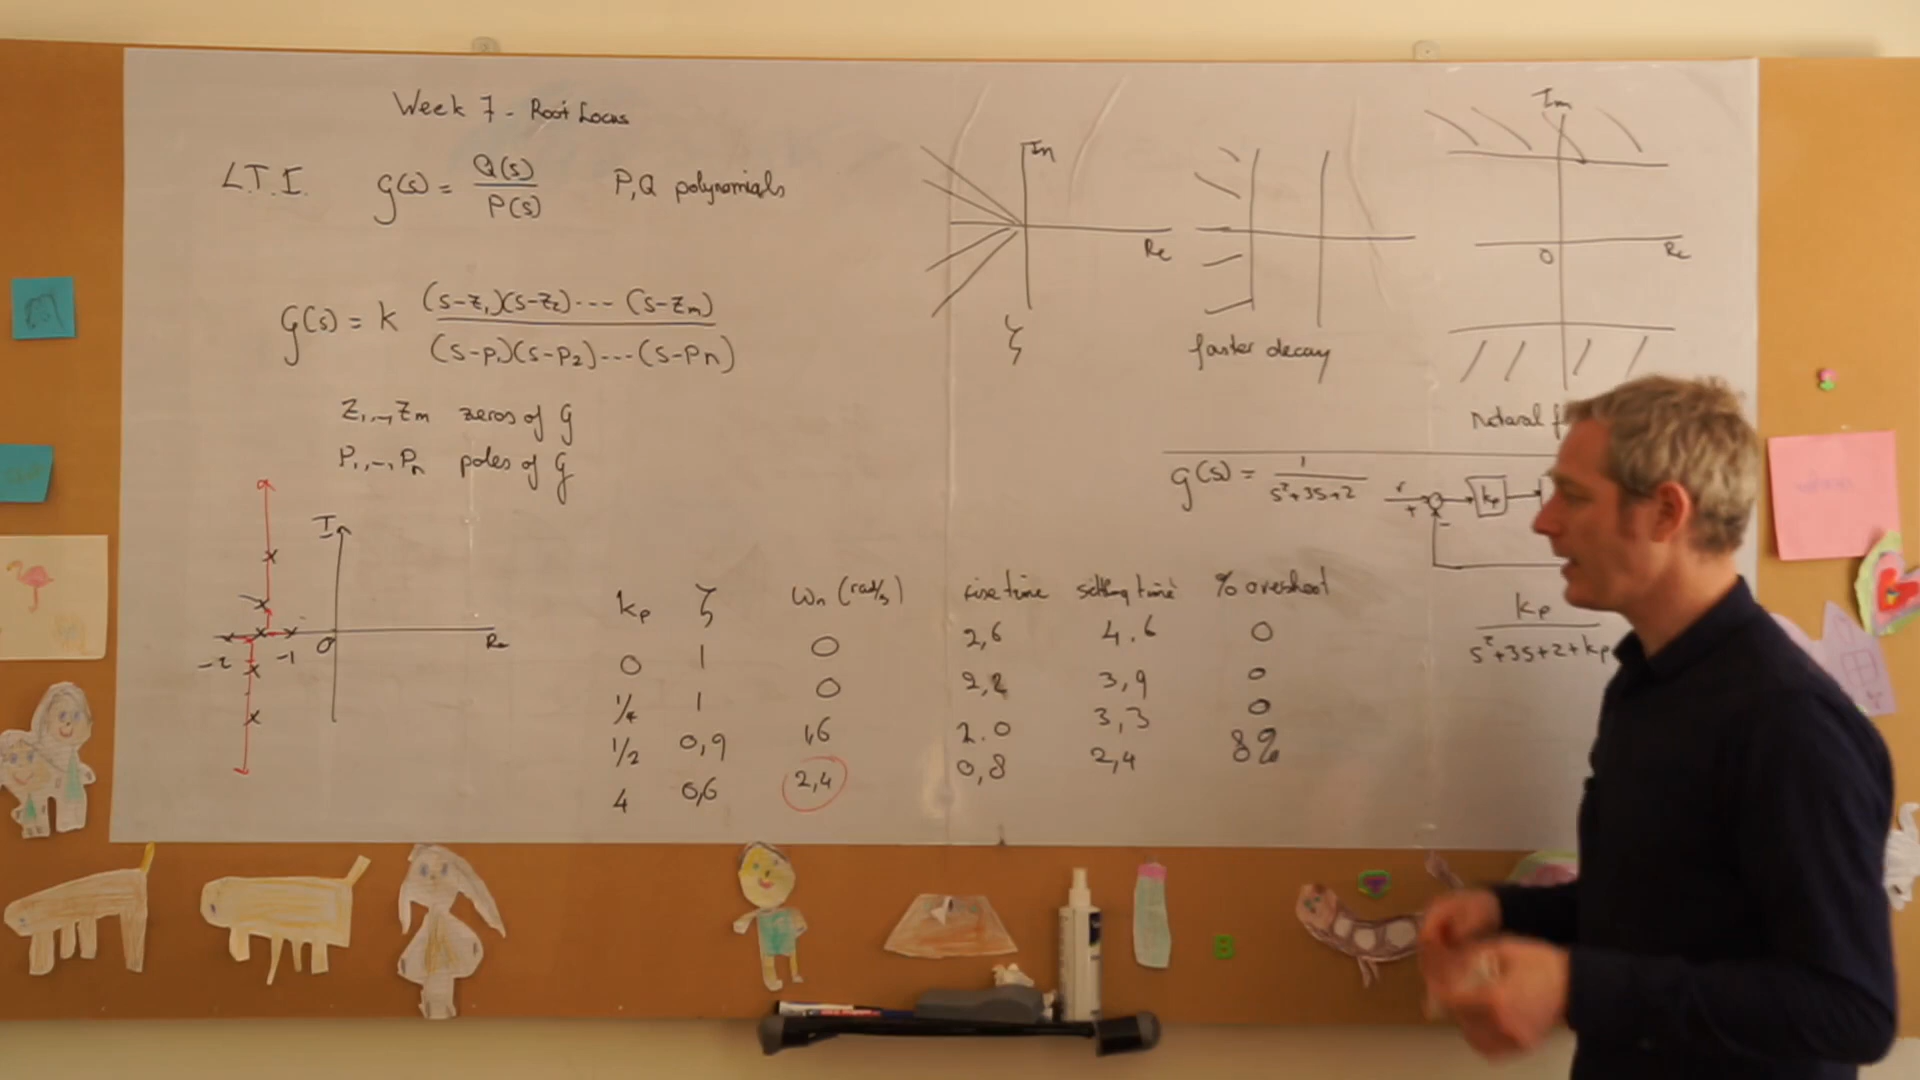 Week 7 - Root Locus
L.T.I. g(s) = Q(s)/P(s) P,Q polynomials
g(s) = k (s-z1)(s-z2)···(s-zm)/(s-p1)(s-p2)···(s-pn)
z1,...,zm zeros of g
P1,...,Pn poles of g
I
-2 -1 0 Re
Im
Re
ζ
faster decay
Im
0 Re
Natural f
g(s) = 1/s²+3s+2
r + - kp
kp/s²+3s+2+kp
kp ζ ωn (rad/s) rise time settling time % overshoot
0 1 0 2,6 4.6 0
1/4 1 0 2,2 3,9 0
1/2 0,9 1,6 2.0 3,3 0
4 0,6 2,4 0,8 2,4 8%
B